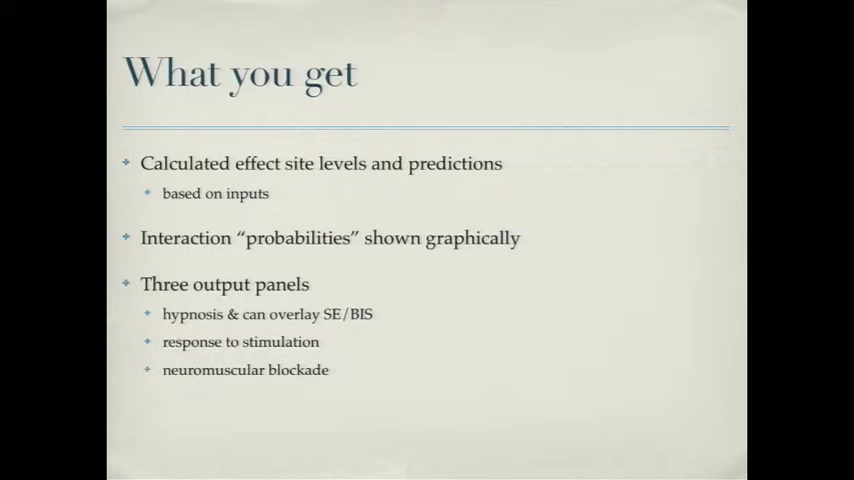 What you get
Calculated effect site levels and predictions
based on inputs
Interaction “probabilities” shown graphically
Three output panels
hypnosis & can overlay SE/BIS
response to stimulation
neuromuscular blockade